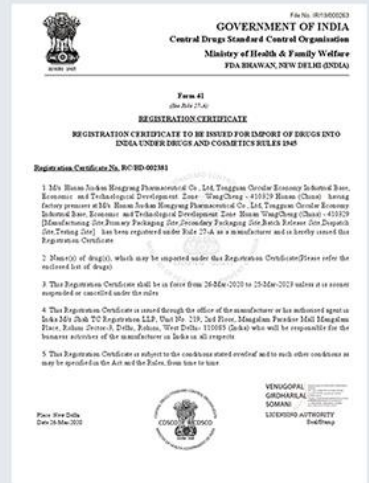 File No. IR/19/000263
GOVERNMENT OF INDIA
Central Drugs Standard Control Organisation
Ministry of Health & Family Welfare
FDA BHAWAN, NEW DELHI (INDIA)
Form 41
(See Rule 27-A)
REGISTRATION CERTIFICATE
REGISTRATION CERTIFICATE TO BE ISSUED FOR IMPORT OF DRUGS INTO
INDIA UNDER DRUGS AND COSMETICS RULES 1945
Registration Certificate No. RC/BD-002381
1. M/s Hunan Jiudian Hongyang Pharmaceutical Co., Ltd, Tongguan Circular Economy Industrial Base,
Economic and Technological Development Zone WangCheng - 410329 Hunan (China) having
factory premises at M/s Hunan Jiudian Hongyang Pharmaceutical Co., Ltd, Tongguan Circular Economy
Industrial Base, Economic and Technological Development Zone Hunan WangCheng (China) - 410329
[Manufacturing Site,Primary Packaging Site,Secondary Packaging Site,Batch Release Site,Dispatch
Site,Testing Site] has been registered under Rule 27-A as a manufacturer and is hereby issued this
Registration Certificate.
2. Name(s) of drug(s), which may be imported under this Registration Certificate(Please refer the
enclosed list of drugs)
3. This Registration Certificate shall be in force from 26-Mar-2020 to 25-Mar-2023 unless it is sooner
suspended or cancelled under the rules.
4. This Registration Certificate is issued through the office of the manufacturer or his authorised agent in
India M/s Shah TC Registration LLP, Unit No. 219, 2nd Floor, Mangalam Paradise Mall Mangalam
Place, Rohini Sector-3, Delhi, Rohini, West Delhi- 110085 (India) who will be responsible for the
business activities of the manufacturer in India in all respects.
5. This Registration Certificate is subject to the conditions stated overleaf and to such other conditions as
may be specified in the Act and the Rules, from time to time.
VENUGOPAL
GIRDHARILAL
SOMANI
Place: New Delhi
Date 26-Mar-2020
LICENSING AUTHORITY
Seal/Stamp
CDSCO